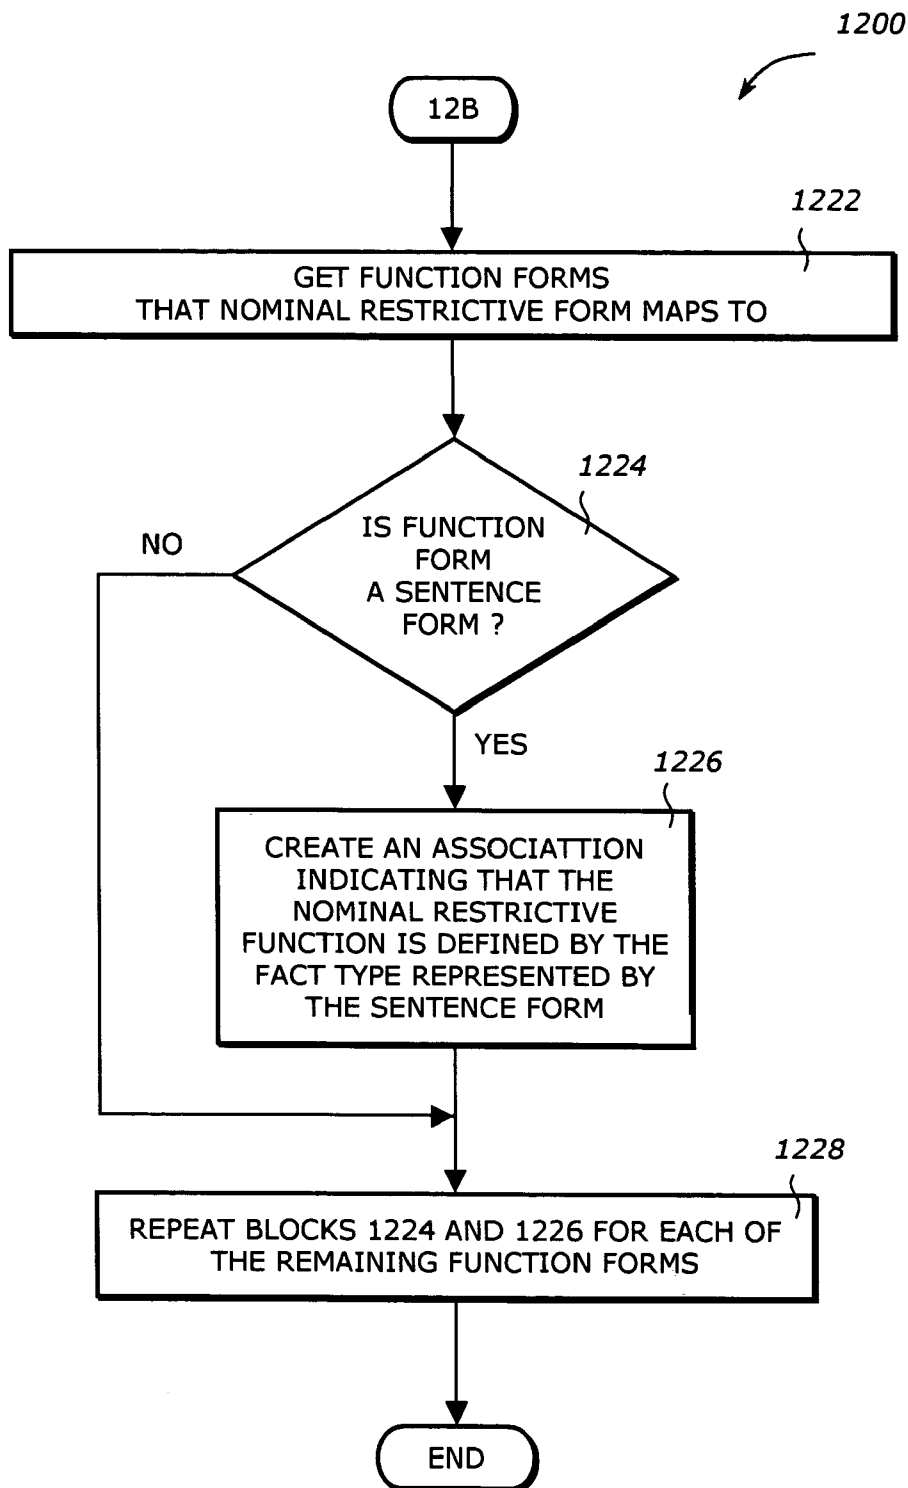 1200
12B
1222
GET FUNCTION FORMS
THAT NOMINAL RESTRICTIVE FORM MAPS TO
1224
IS FUNCTION
FORM
A SENTENCE
FORM ?
NO
YES
1226
CREATE AN ASSOCIATTION
INDICATING THAT THE
NOMINAL RESTRICTIVE
FUNCTION IS DEFINED BY THE
FACT TYPE REPRESENTED BY
THE SENTENCE FORM
1228
REPEAT BLOCKS 1224 AND 1226 FOR EACH OF
THE REMAINING FUNCTION FORMS
END